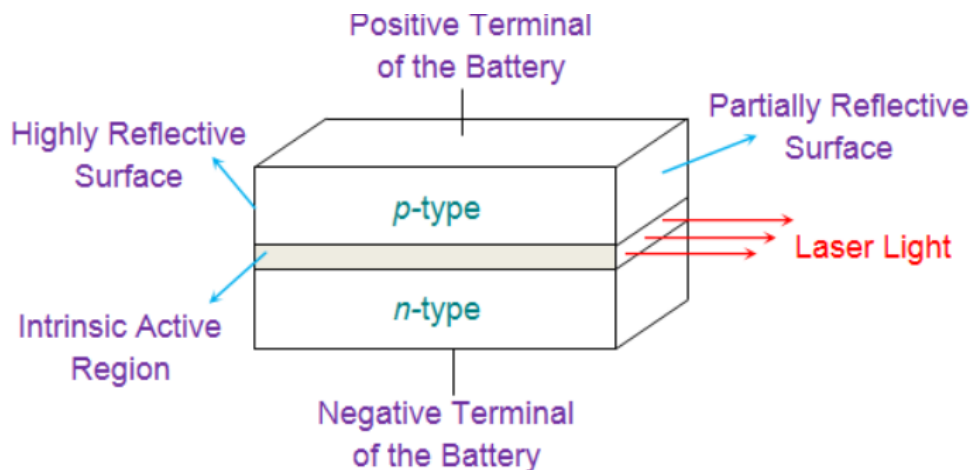 Positive Terminal
of the Battery
Highly Reflective
Surface
Partially Reflective
Surface
p-type
Laser Light
n-type
Intrinsic Active
Region
Negative Terminal
of the Battery